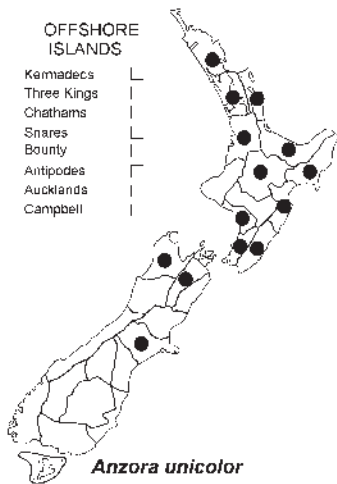 OFFSHORE
ISLANDS
Kermadecs
Three Kings
Chathams
Snares
Bounty
Antipodes
Aucklands
Campbell
Anzora unicolor